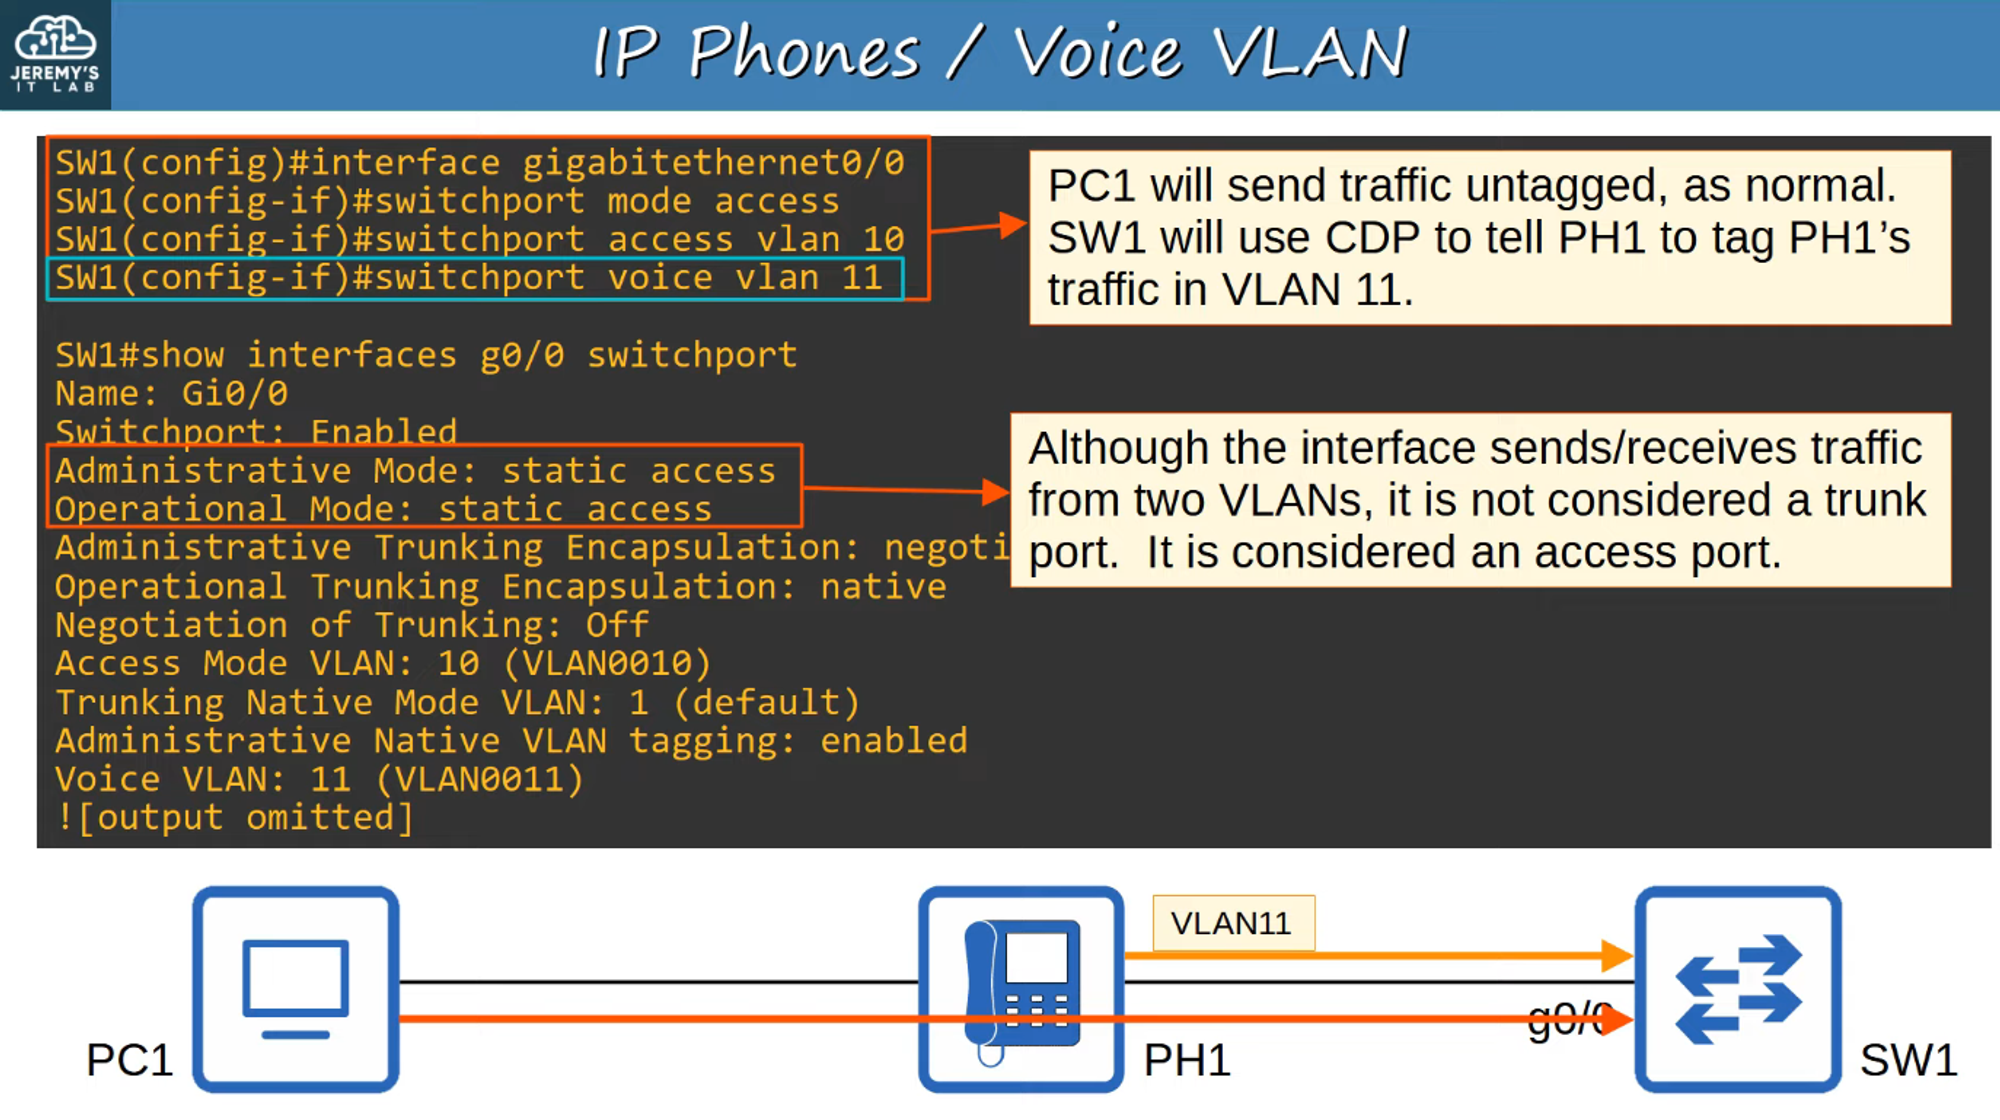 JEREMY'S
IT LAB
IP Phones / Voice VLAN
SW1(config)#interface gigabitethernet0/0
SW1(config-if)#switchport mode access
SW1(config-if)#switchport access vlan 10
SW1(config-if)#switchport voice vlan 11
PC1 will send traffic untagged, as normal.
SW1 will use CDP to tell PH1 to tag PH1's
traffic in VLAN 11.
SW1#show interfaces g0/0 switchport
Name: Gi0/0
Switchport: Enabled
Administrative Mode: static access
Operational Mode: static access
Administrative Trunking Encapsulation: negoti
Operational Trunking Encapsulation: native
Negotiation of Trunking: Off
Access Mode VLAN: 10 (VLAN0010)
Trunking Native Mode VLAN: 1 (default)
Administrative Native VLAN tagging: enabled
Voice VLAN: 11 (VLAN0011)
![output omitted]
Although the interface sends/receives traffic
from two VLANs, it is not considered a trunk
port.  It is considered an access port.
VLAN11
g0/0
PC1
PH1
SW1